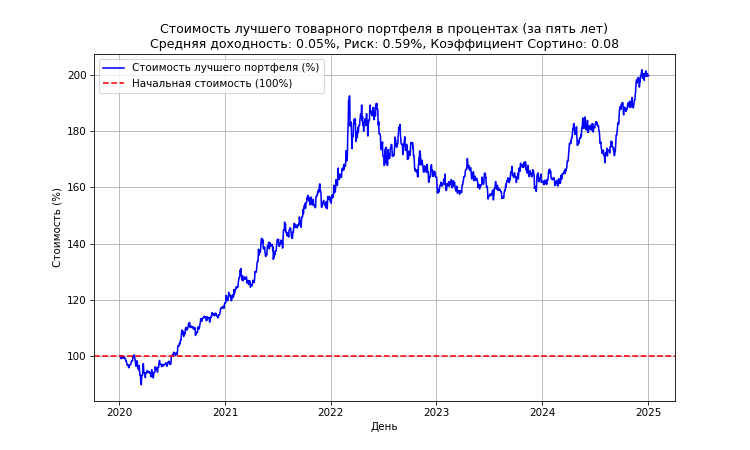 Стоимость лучшего товарного портфеля в процентах (за пять лет)
Средняя доходность: 0.05%, Риск: 0.59%, Коэффициент Сортино: 0.08
Стоимость лучшего портфеля (%)
Начальная стоимость (100%)
Стоимость (%)
200
180
160
140
120
100
2020 2021 2022 2023 2024 2025
День